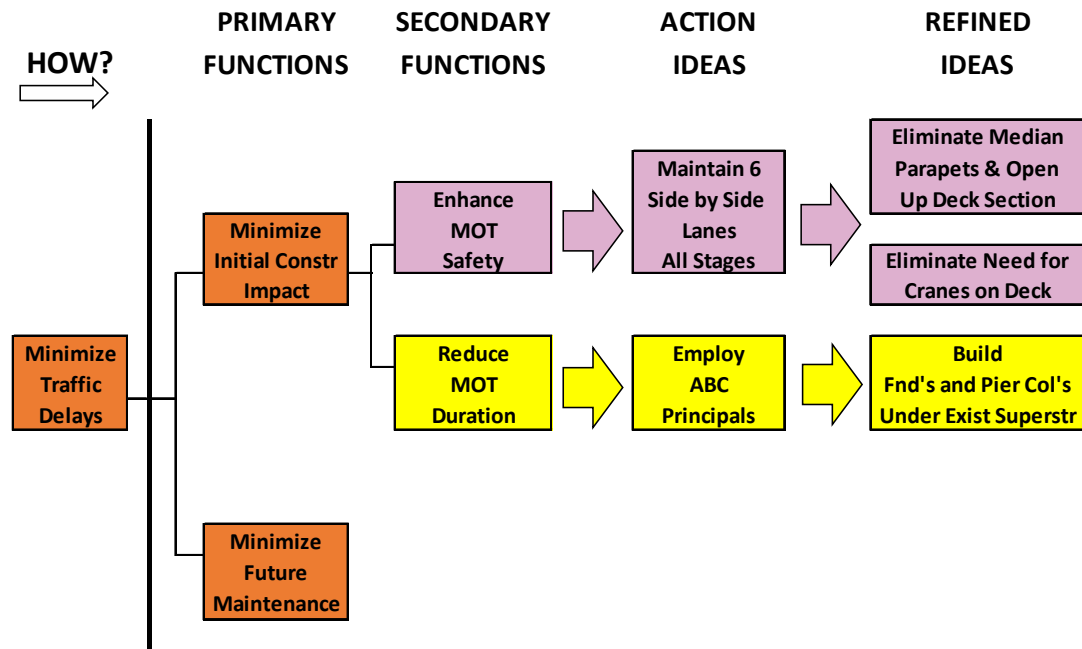 HOW?
PRIMARY
FUNCTIONS
SECONDARY
FUNCTIONS
ACTION
IDEAS
REFINED
IDEAS
Minimize
Traffic
Delays
Minimize
Initial Constr
Impact
Minimize
Future
Maintenance
Enhance
MOT
Safety
Reduce
MOT
Duration
Maintain 6
Side by Side
Lanes
All Stages
Employ
ABC
Principals
Eliminate Median
Parapets & Open
Up Deck Section
Eliminate Need for
Cranes on Deck
Build
Fnd's and Pier Col's
Under Exist Superstr